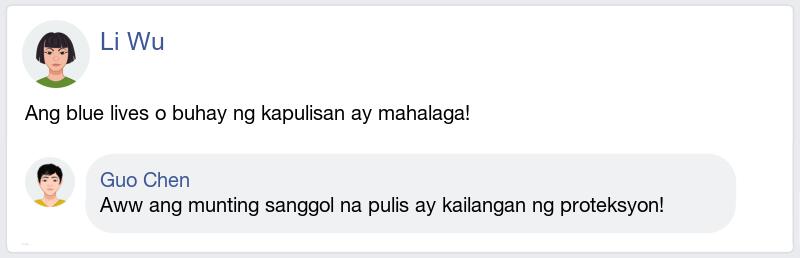 Li Wu
Ang blue lives o buhay ng kapulisan ay mahalaga!
Guo Chen
Aww ang munting sanggol na pulis ay kailangan ng proteksyon!